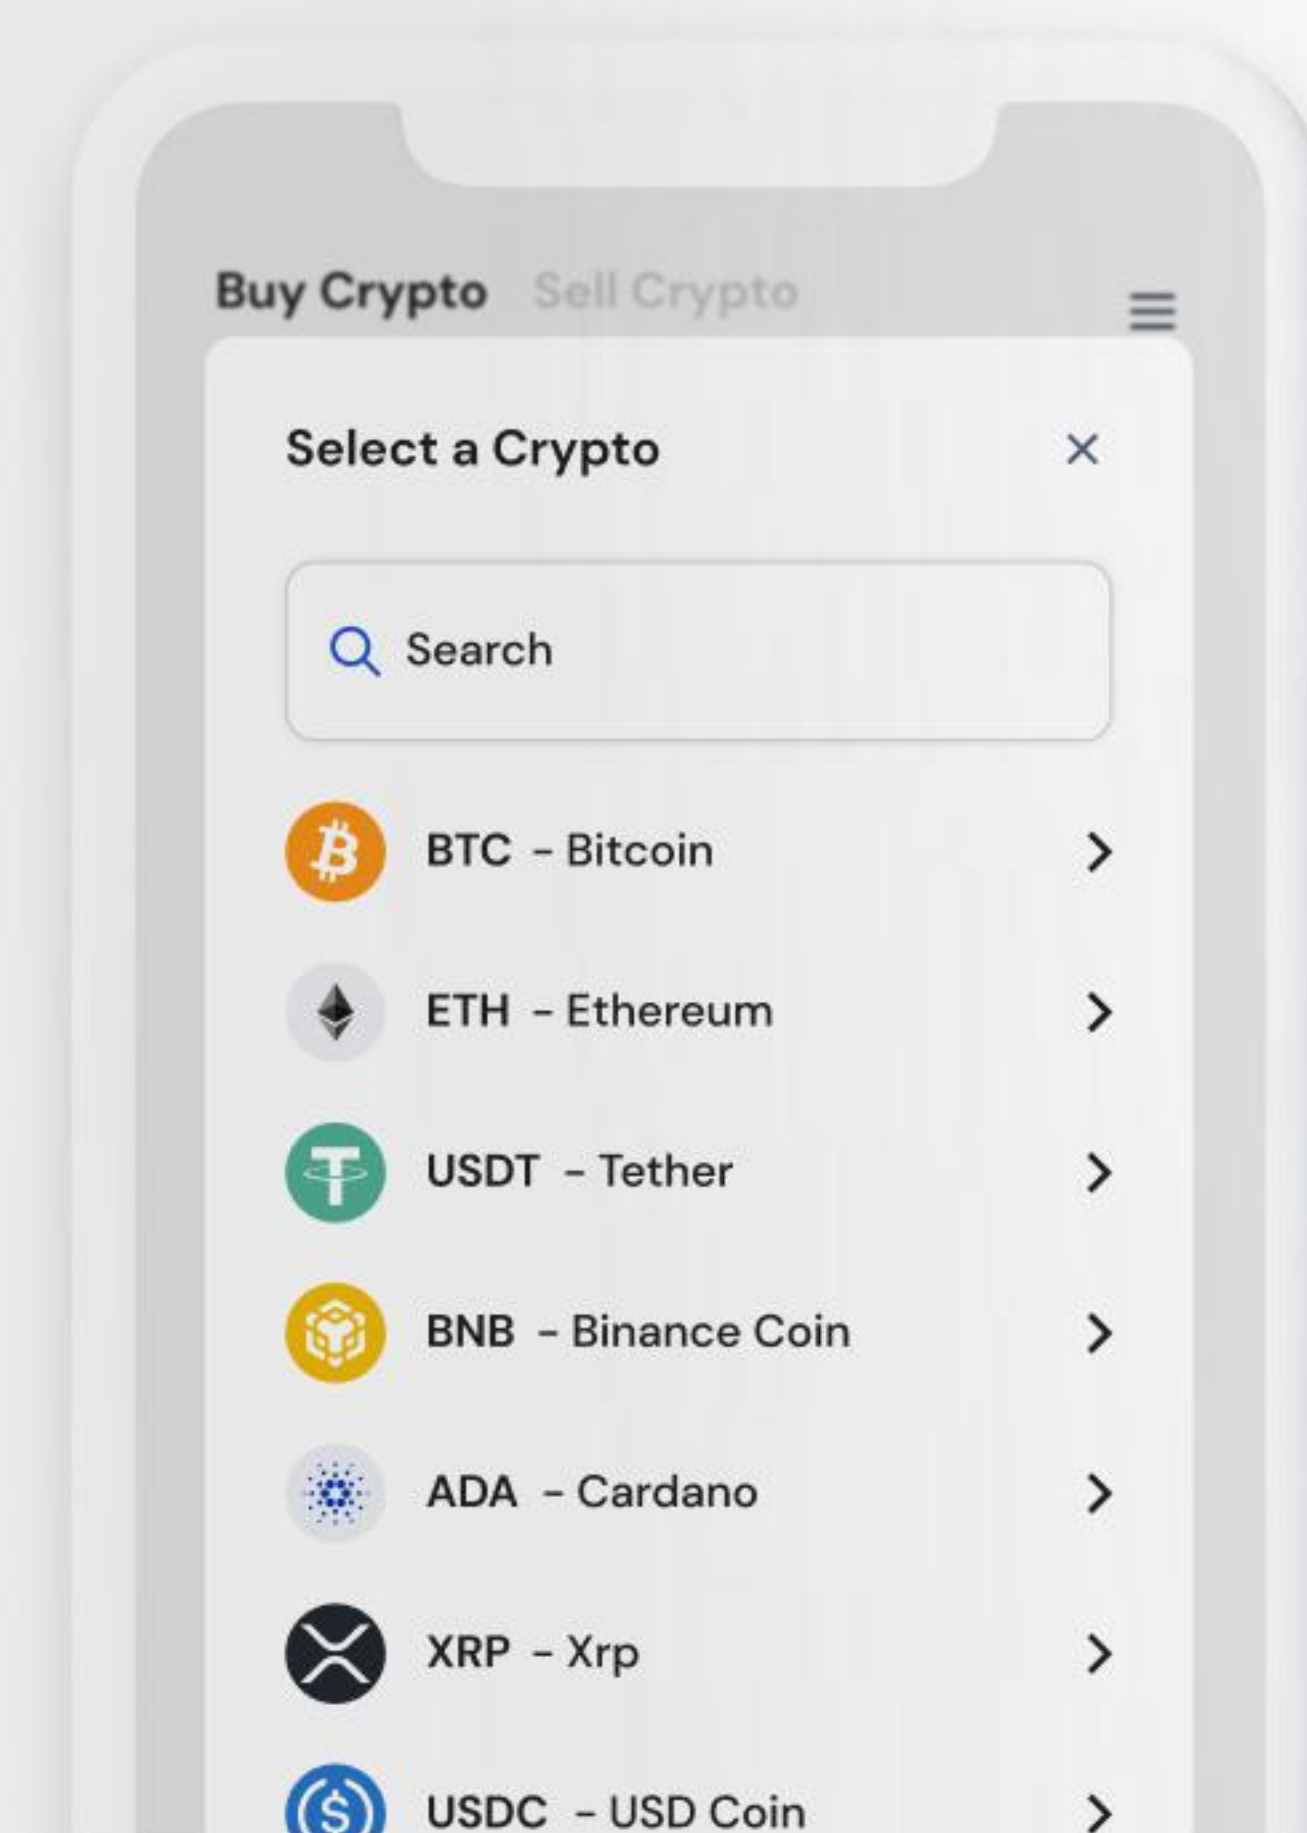 Buy Crypto Sell Crypto
Select a Crypto
Search
BTC - Bitcoin
ETH - Ethereum
USDT - Tether
BNB - Binance Coin
ADA - Cardano
XRP - Xrp
USDC - USD Coin